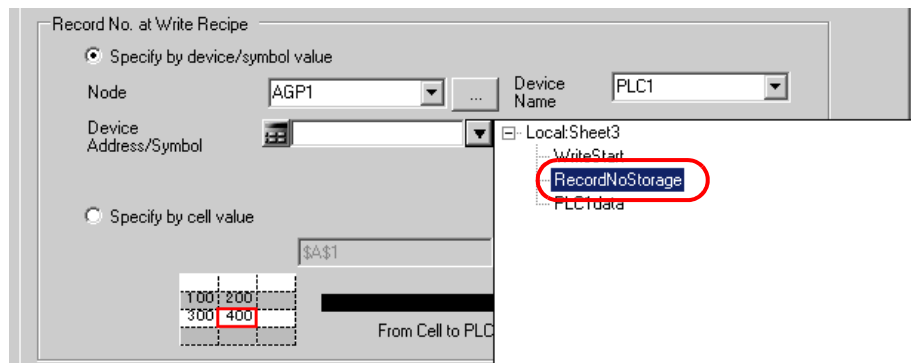 Record No. at Write Recipe
Specify by device/symbol value
Node
AGP1
...
Device Name
PLC1
Device Address/Symbol
Local:Sheet3
WriteStart
RecordNoStorage
PLC1data
Specify by cell value
$A$1
100 200
300 400
From Cell to PLC